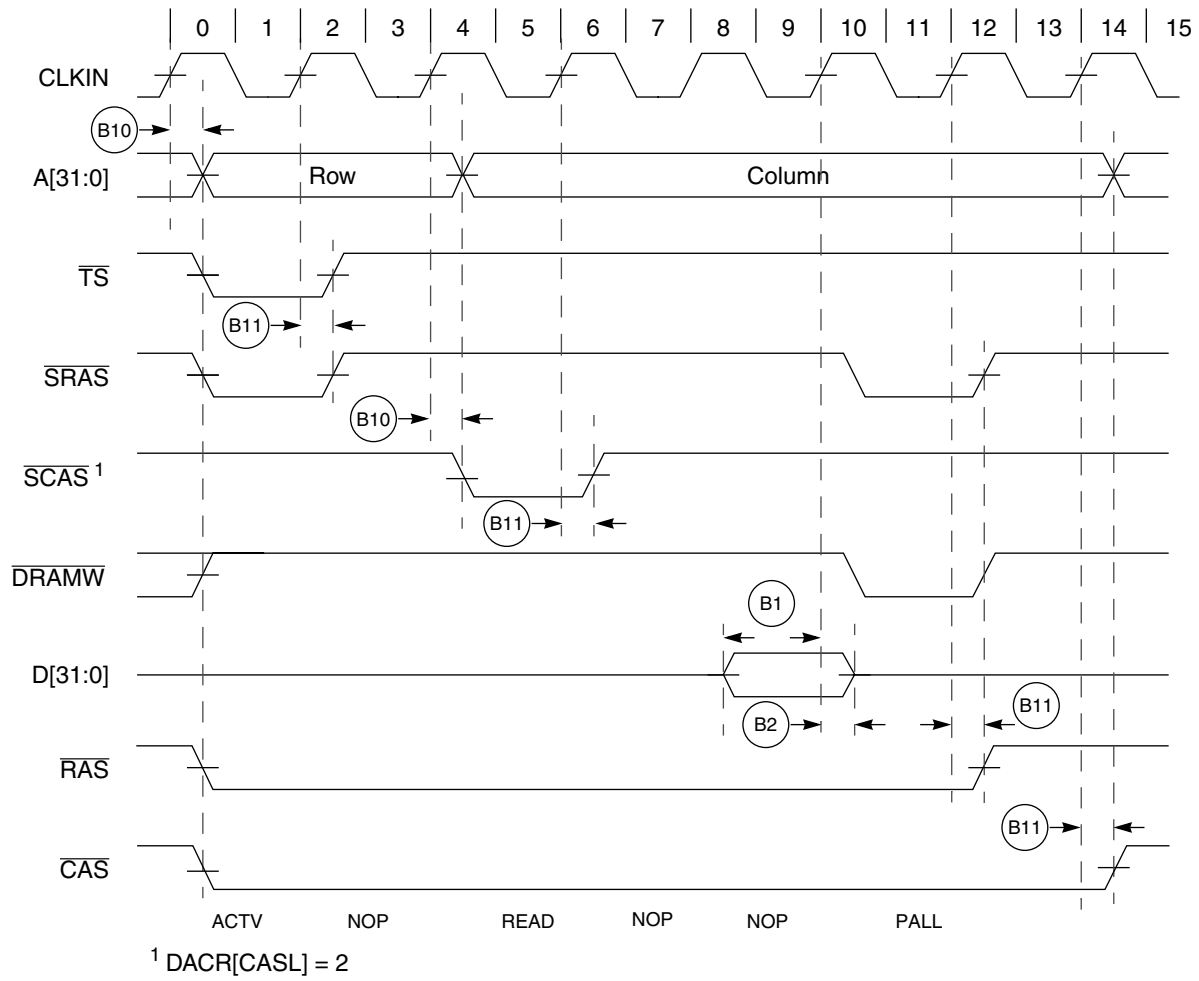 0 1 2 3 4 5 6 7 8 9 10 11 12 13 14 15
CLKIN
B10
A[31:0] Row Column
TS
B11
SRAS
B10
SCAS 1
B11
DRAMW
B1
D[31:0]
B2 B11
RAS
B11
CAS
ACTV NOP READ NOP NOP PALL
1 DACR[CASL] = 2